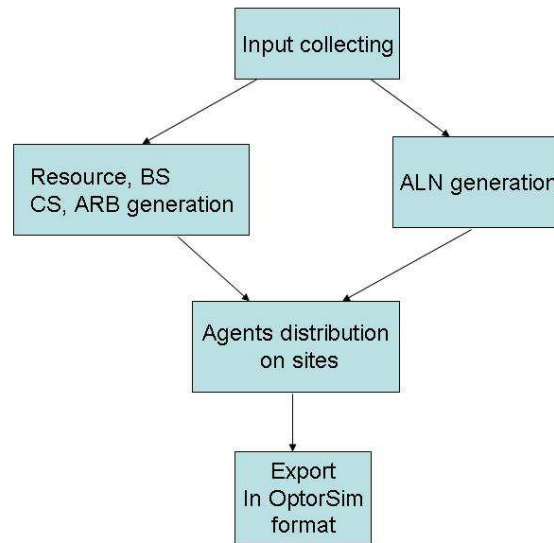 Input collecting
Resource, BS
CS, ARB generation
ALN generation
Agents distribution
on sites
Export
In OptorSim
format